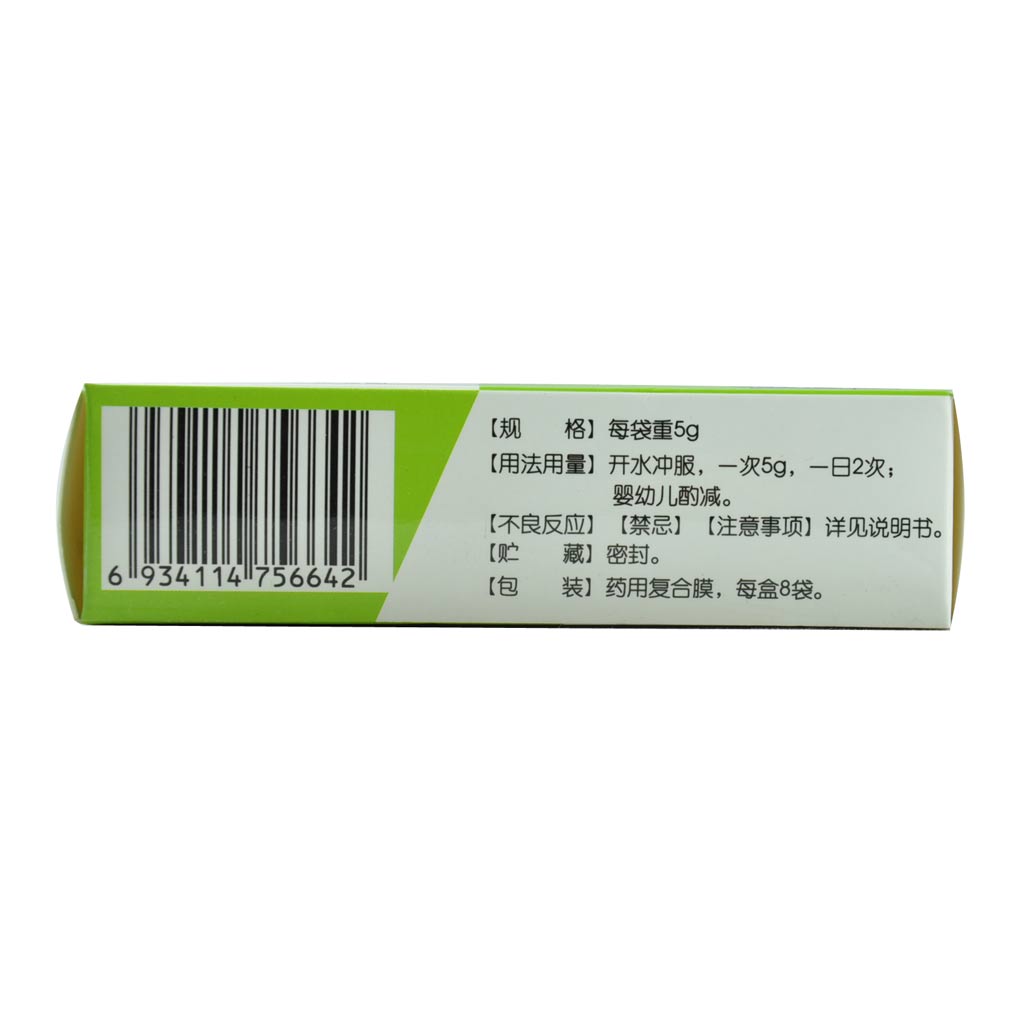 6 934114 756642
【规 格】每袋重5g
【用法用量】开水冲服，一次5g，一日2次；
婴幼儿酌减。
【不良反应】【禁忌】【注意事项】详见说明书。
【贮 藏】密封。
【包 装】药用复合膜，每盒8袋。